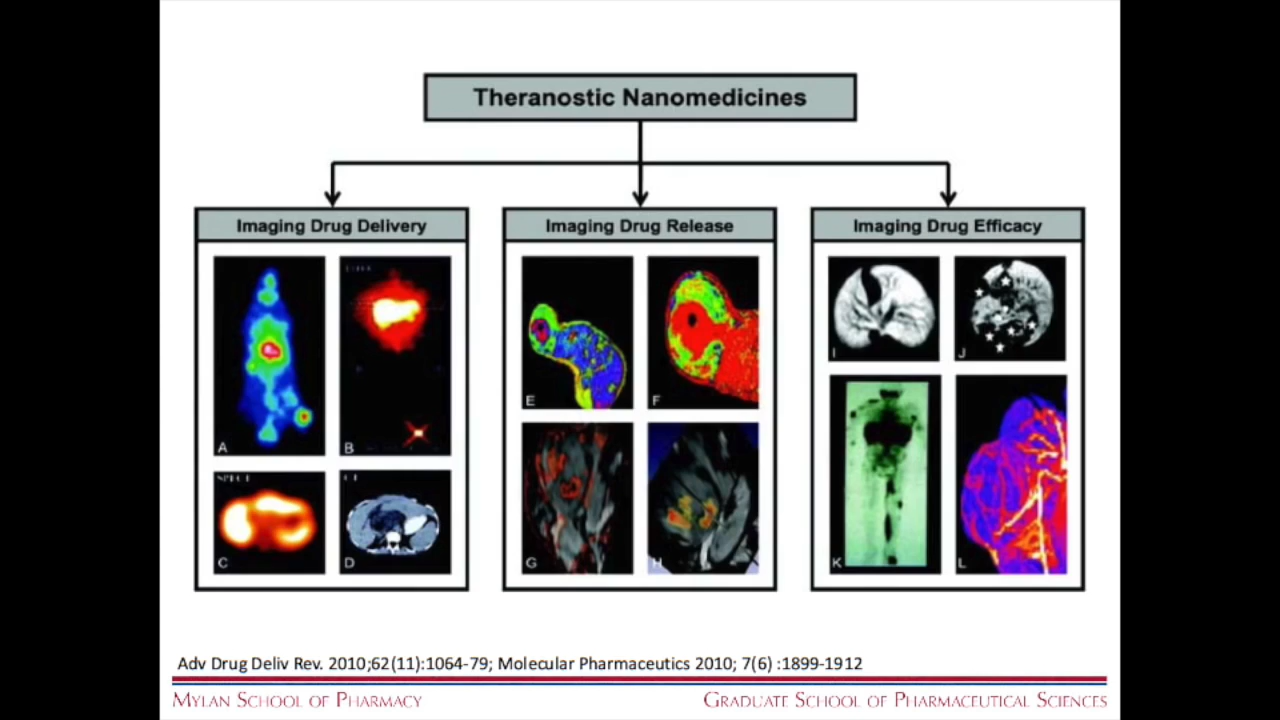 Theranostic Nanomedicines
Imaging Drug Delivery
Imaging Drug Release
Imaging Drug Efficacy
A
B
SPECT
C
CT
D
E
F
G
H
I
J
K
L
Adv Drug Deliv Rev. 2010;62(11):1064-79; Molecular Pharmaceutics 2010; 7(6) :1899-1912
Mylan School of Pharmacy
Graduate School of Pharmaceutical Sciences